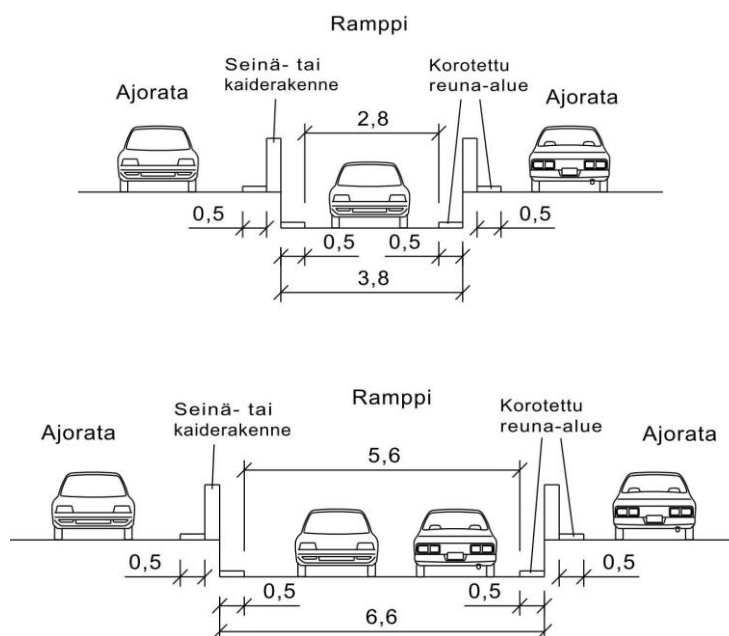 Ramppi
Seinä- tai
kaiderakenne
Korotettu
reuna-alue
Ajorata
Ajorata
2,8
0,5
0,5
0,5
0,5
3,8
Ramppi
Seinä- tai
kaiderakenne
Korotettu
reuna-alue
Ajorata
Ajorata
5,6
0,5
0,5
0,5
0,5
6,6